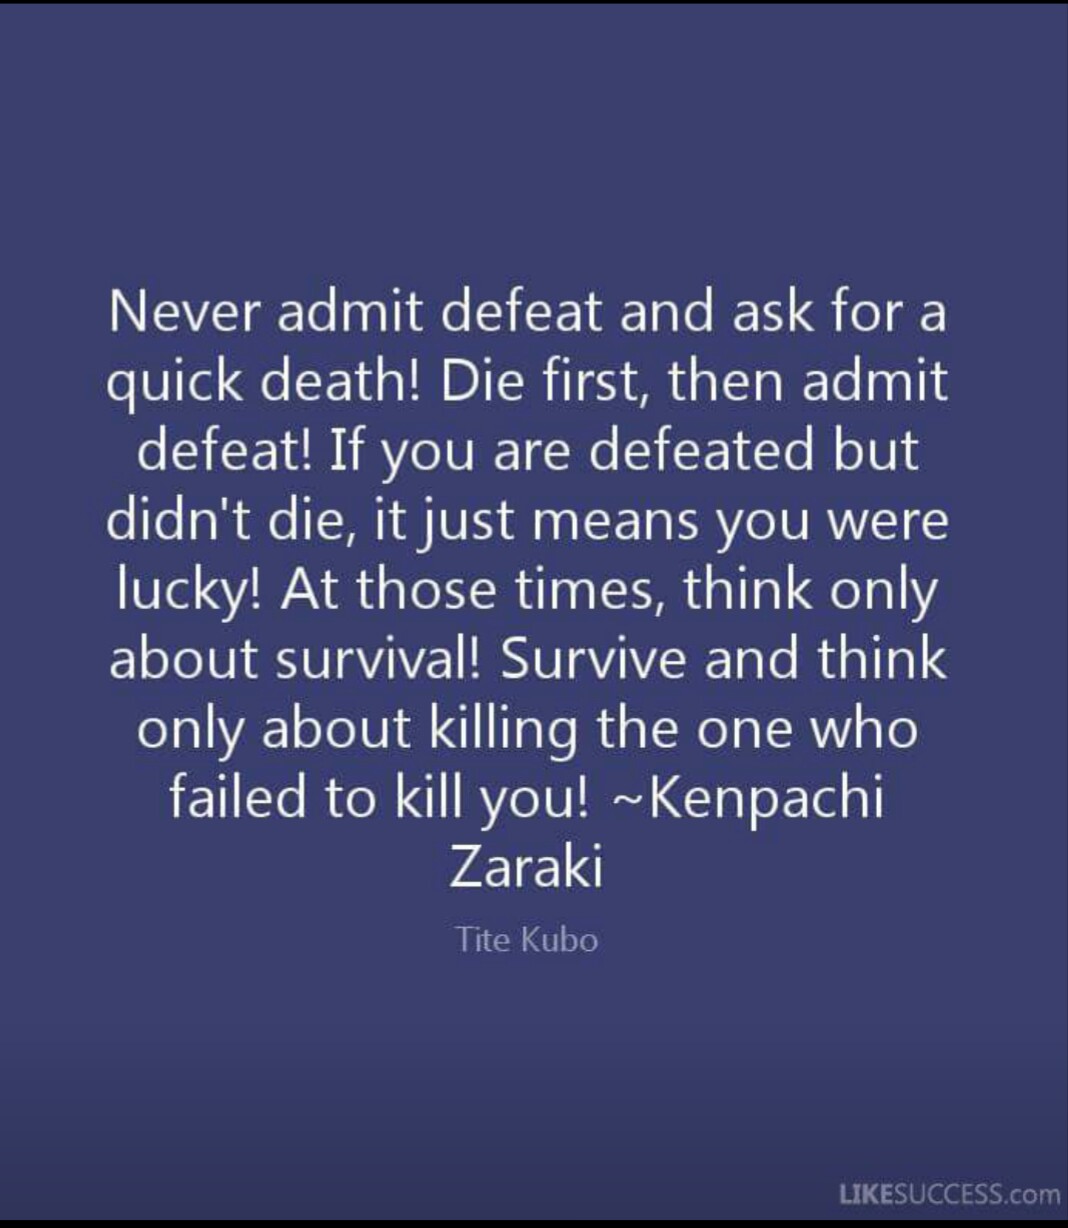 Never admit defeat and ask for a
quick death! Die first, then admit
defeat! If you are defeated but
didn't die, it just means you were
lucky! At those times, think only
about survival! Survive and think
only about killing the one who
failed to kill you! ~Kenpachi
Zaraki
Tite Kubo
LIKESUCCESS.com